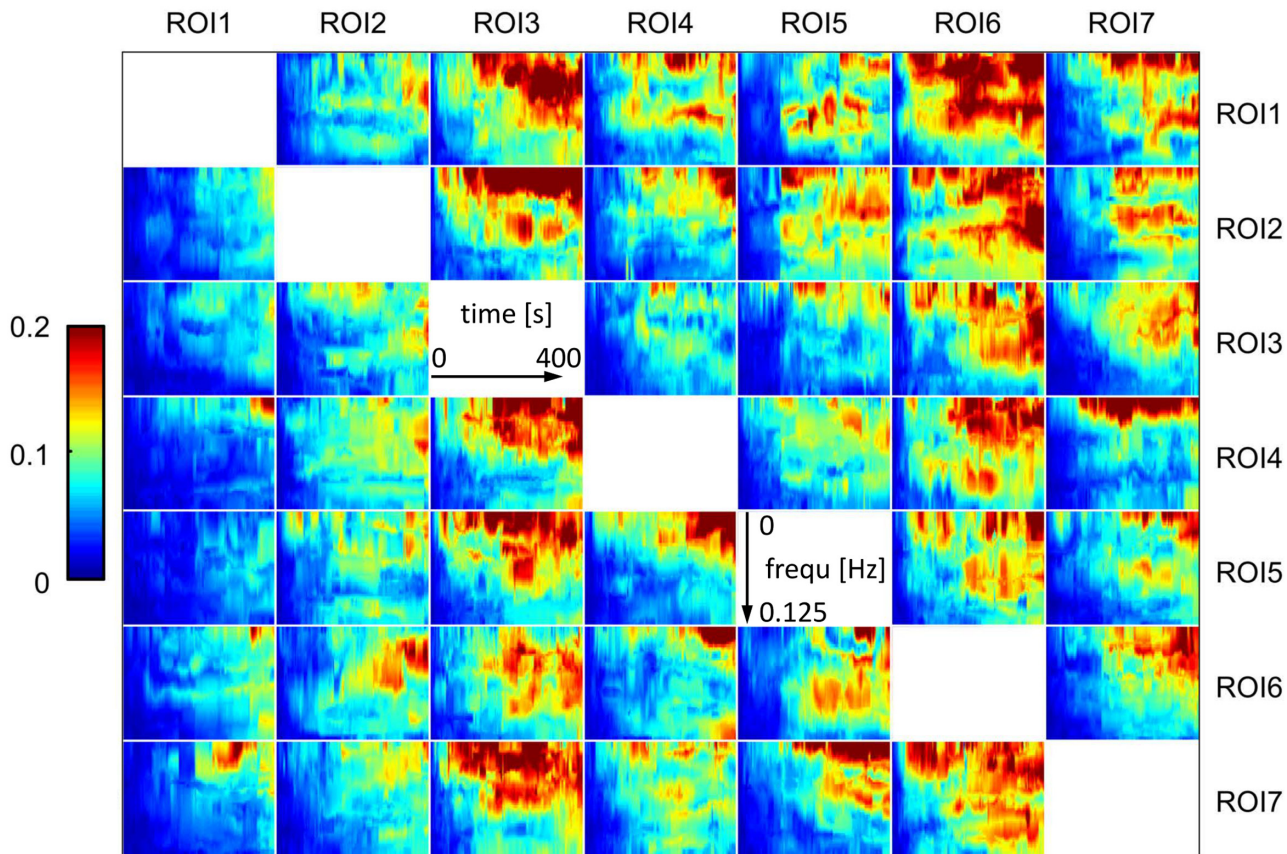 ROI1 ROI2 ROI3 ROI4 ROI5 ROI6 ROI7
ROI1
ROI2
time [s]
0 400
ROI3
0.2
0.1
0
ROI4
0
frequ [Hz]
0.125
ROI5
ROI6
ROI7